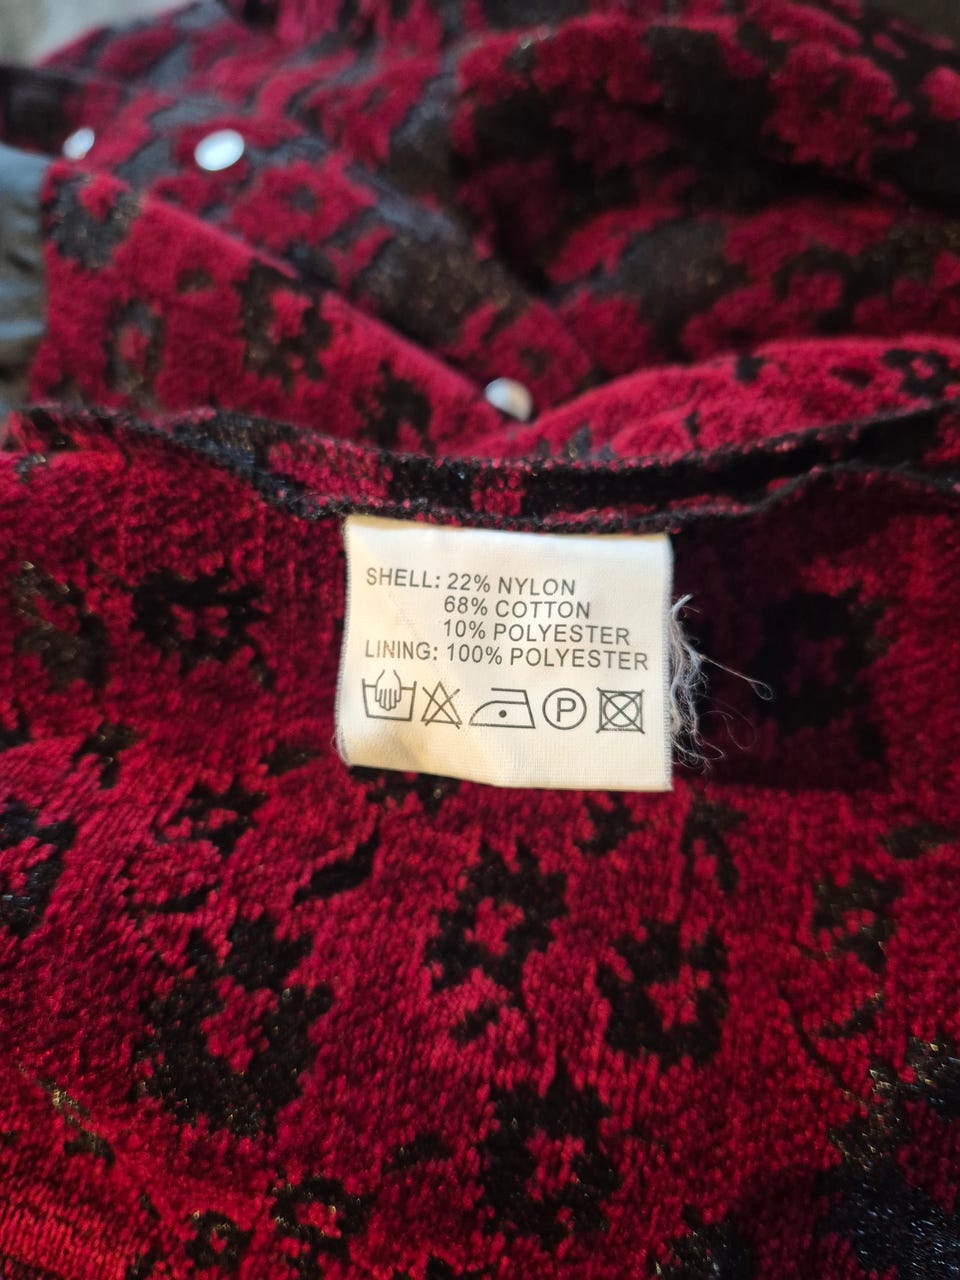 SHELL: 22% NYLON
68% COTTON
10% POLYESTER
LINING: 100% POLYESTER
P